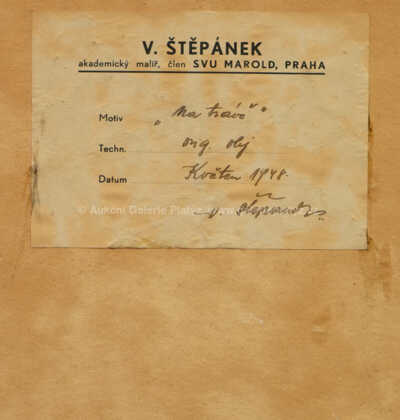 V. ŠTĚPÁNEK
akademický malíř, člen SVU MAROLD, PRAHA
Motiv „Na trávě"
Techn. orig. olej
Datum Květen 1948.
© Aukční Galerie Platýz
V. Štěpánek